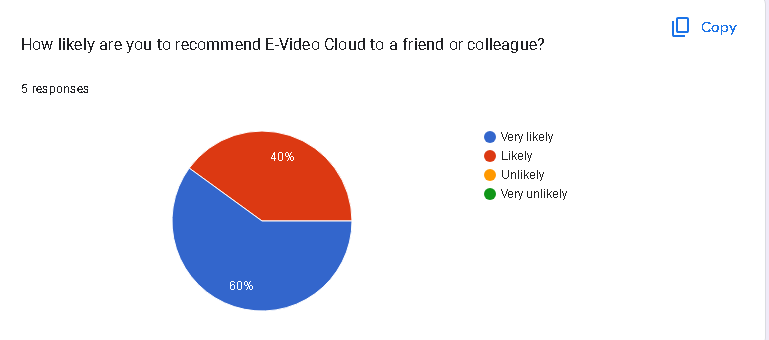 Copy
How likely are you to recommend E-Video Cloud to a friend or colleague?
5 responses
40%
60%
Very likely
Likely
Unlikely
Very unlikely